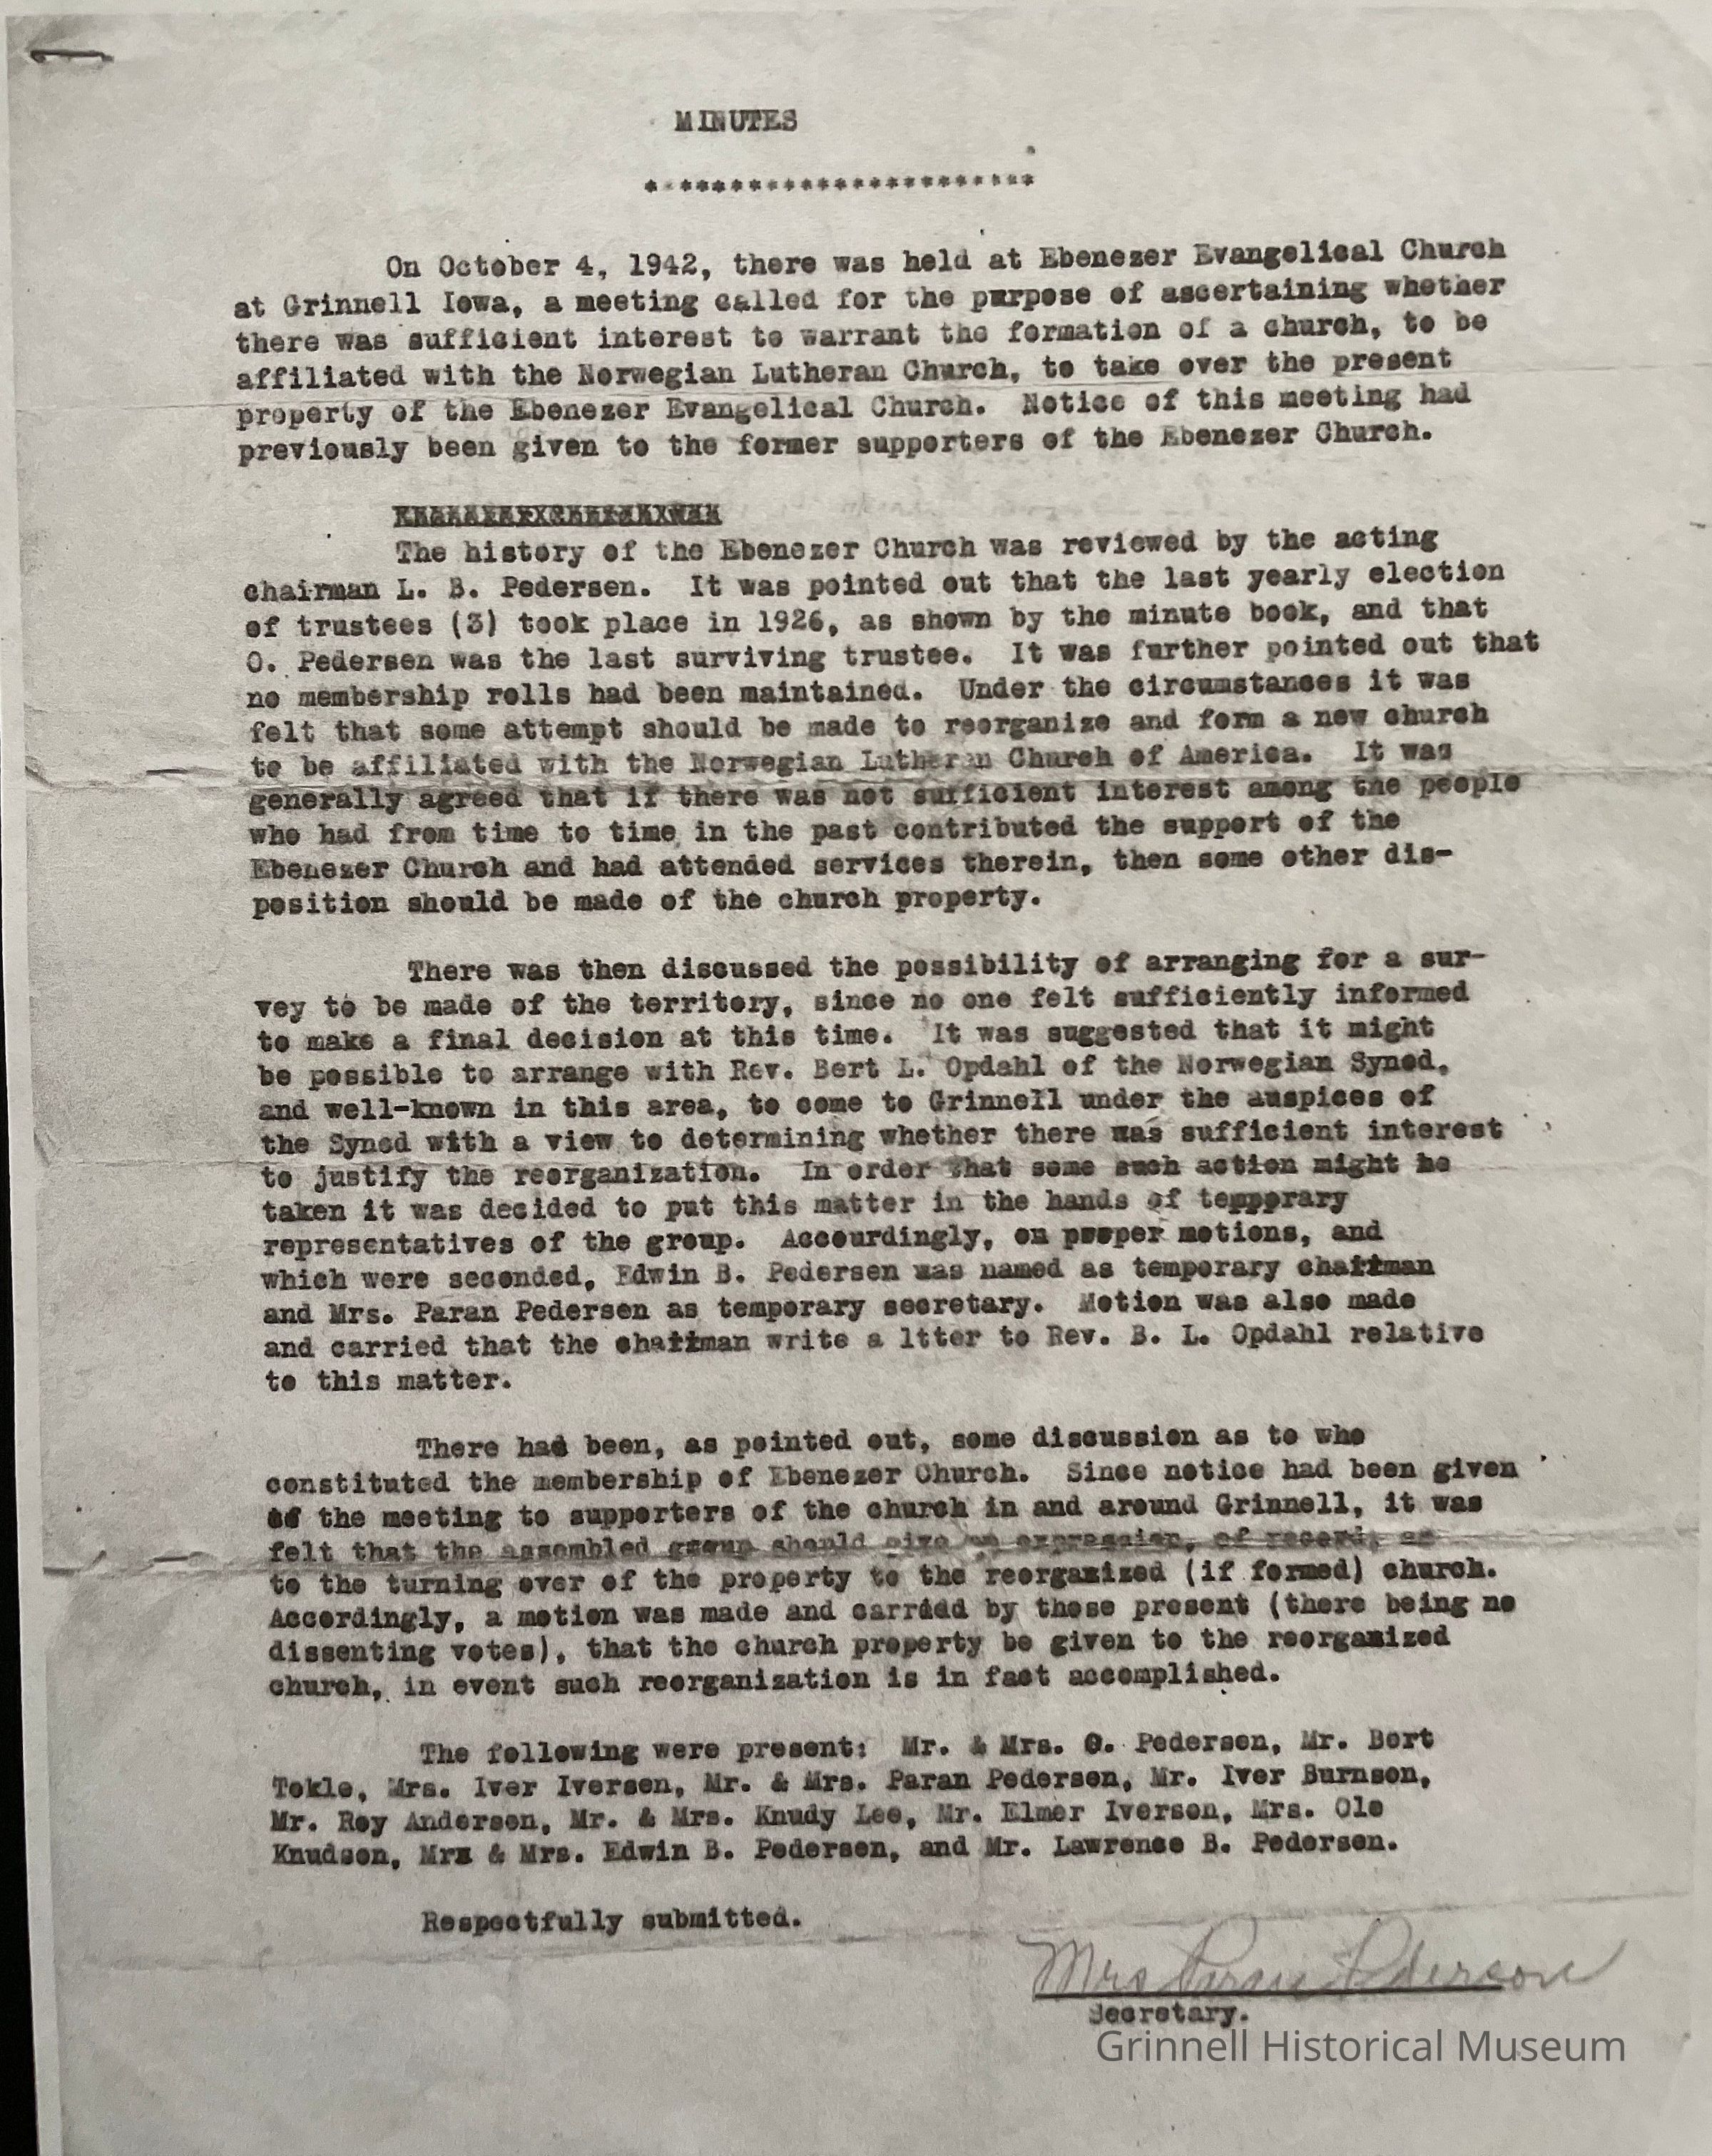 MINUTES
************************
On October 4, 1942, there was held at Ebenezer Evangelical Church
at Grinnell Iowa, a meeting called for the purpose of ascertaining whether
there was sufficient interest to warrant the formation of a church, to be
affiliated with the Norwegian Lutheran Church, to take over the present
property of the Ebenezer Evangelical Church.  Notice of this meeting had
previously been given to the former supporters of the Ebenezer Church.
The history of the Ebenezer Church was reviewed by the acting
chairman L. B. Pedersen.  It was pointed out that the last yearly election
of trustees (3) took place in 1926, as shown by the minute book, and that
O. Pedersen was the last surviving trustee.  It was further pointed out that
no membership rolls had been maintained.  Under the circumstances it was
felt that some attempt should be made to reorganize and form a new church
to be affiliated with the Norwegian Lutheran Church of America.  It was
generally agreed that if there was not sufficient interest among the people
who had from time to time in the past contributed the support of the
Ebenezer Church and had attended services therein, then some other dis-
position should be made of the church property.
There was then discussed the possibility of arranging for a sur-
vey to be made of the territory, since no one felt sufficiently informed
to make a final decision at this time.  It was suggested that it might
be possible to arrange with Rev. Bert L. Opdahl of the Norwegian Synod,
and well-known in this area, to come to Grinnell under the auspices of
the Synod with a view to determining whether there was sufficient interest
to justify the reorganization.  In order that some such action might be
taken it was decided to put this matter in the hands of tempprary
representatives of the group.  Accourdingly, on proper motions, and
which were seconded, Edwin B. Pedersen was named as temporary chairman
and Mrs. Paran Pedersen as temporary secretary.  Motion was also made
and carried that the chairman write a ltter to Rev. B. L. Opdahl relative
to this matter.
There had been, as pointed out, some discussion as to who
constituted the membership of Ebenezer Church.  Since notice had been given
of the meeting to supporters of the church in and around Grinnell, it was
felt that the assembled group should give an expression, of record, as
to the turning over of the property to the reorganized (if formed) church.
Accordingly, a motion was made and carried by those present (there being no
dissenting votes), that the church property be given to the reorganized
church, in event such reorganization is in fact accomplished.
The following were present:  Mr. & Mrs. O. Pedersen, Mr. Bert
Tekle, Mrs. Iver Iversen, Mr. & Mrs. Paran Pedersen, Mr. Iver Burnson,
Mr. Roy Andersen, Mr. & Mrs. Knudy Lee, Mr. Elmer Iverson, Mrs. Ole
Knudson, Mr & Mrs. Edwin B. Pedersen, and Mr. Lawrence B. Pedersen.
Respectfully submitted.
Mrs Paran Pedersen
Secretary.
Grinnell Historical Museum